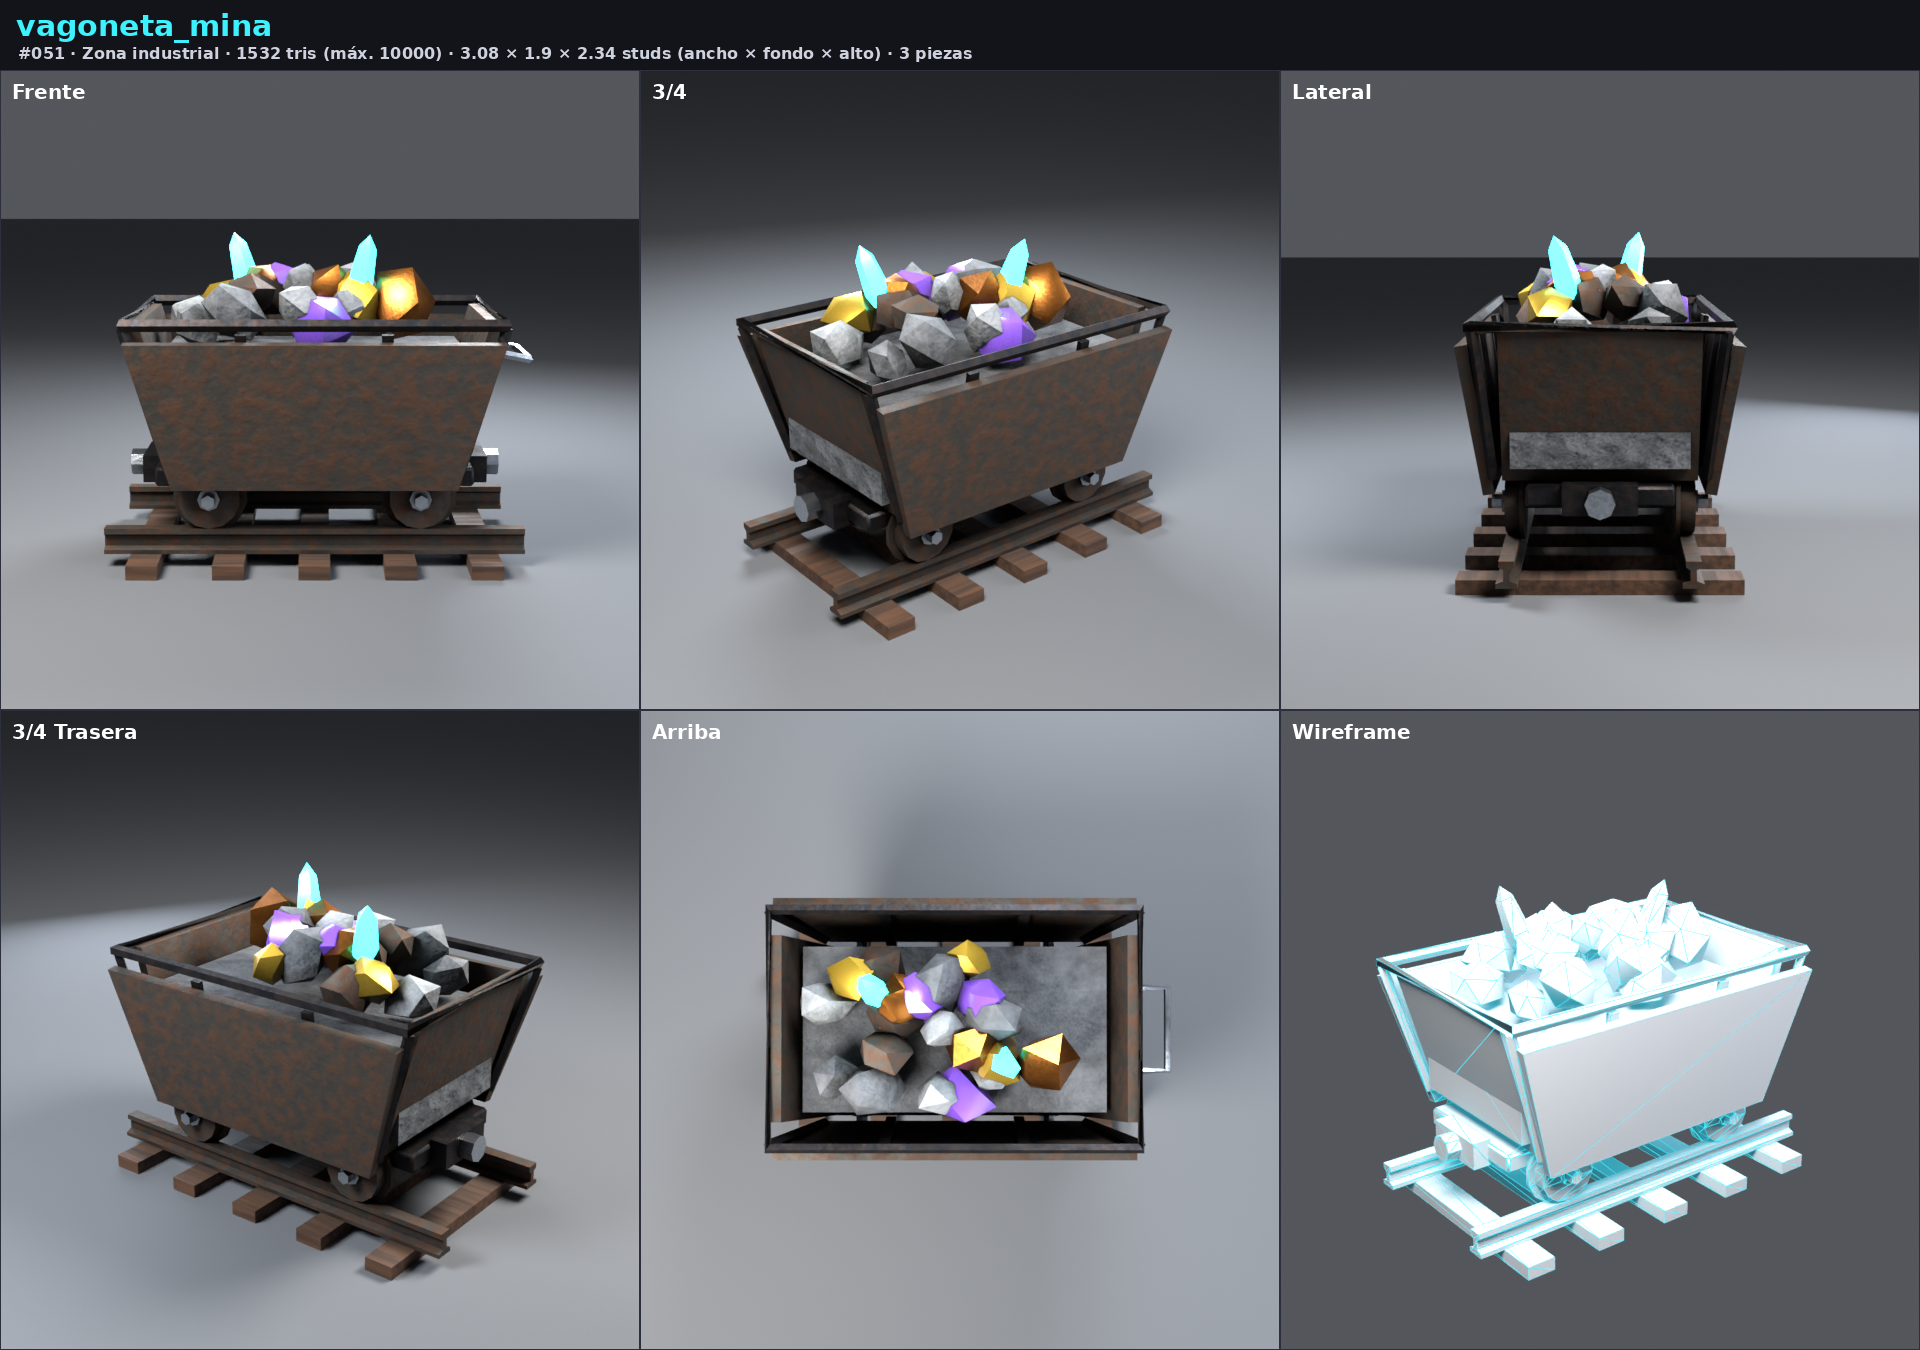 vagoneta_mina
#051 · Zona industrial · 1532 tris (máx. 10000) · 3.08 × 1.9 × 2.34 studs (ancho × fondo × alto) · 3 piezas
Frente
3/4
Lateral
3/4 Trasera
Arriba
Wireframe